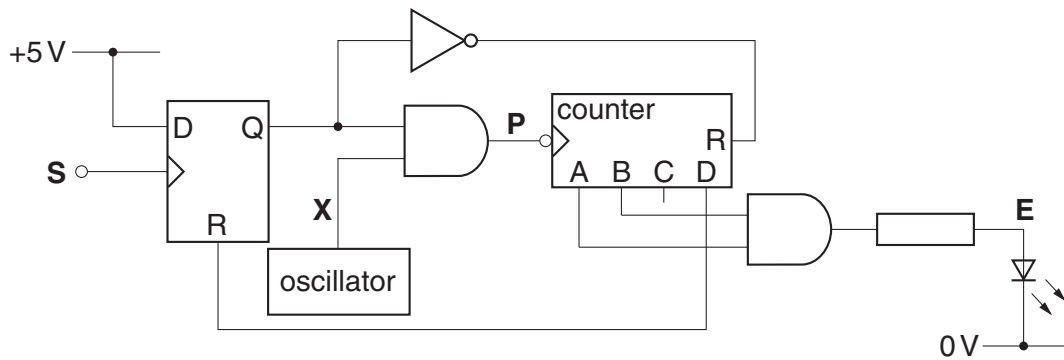 +5 V
counter
D Q
P
R
S
A B C D
R
X
E
oscillator
0 V